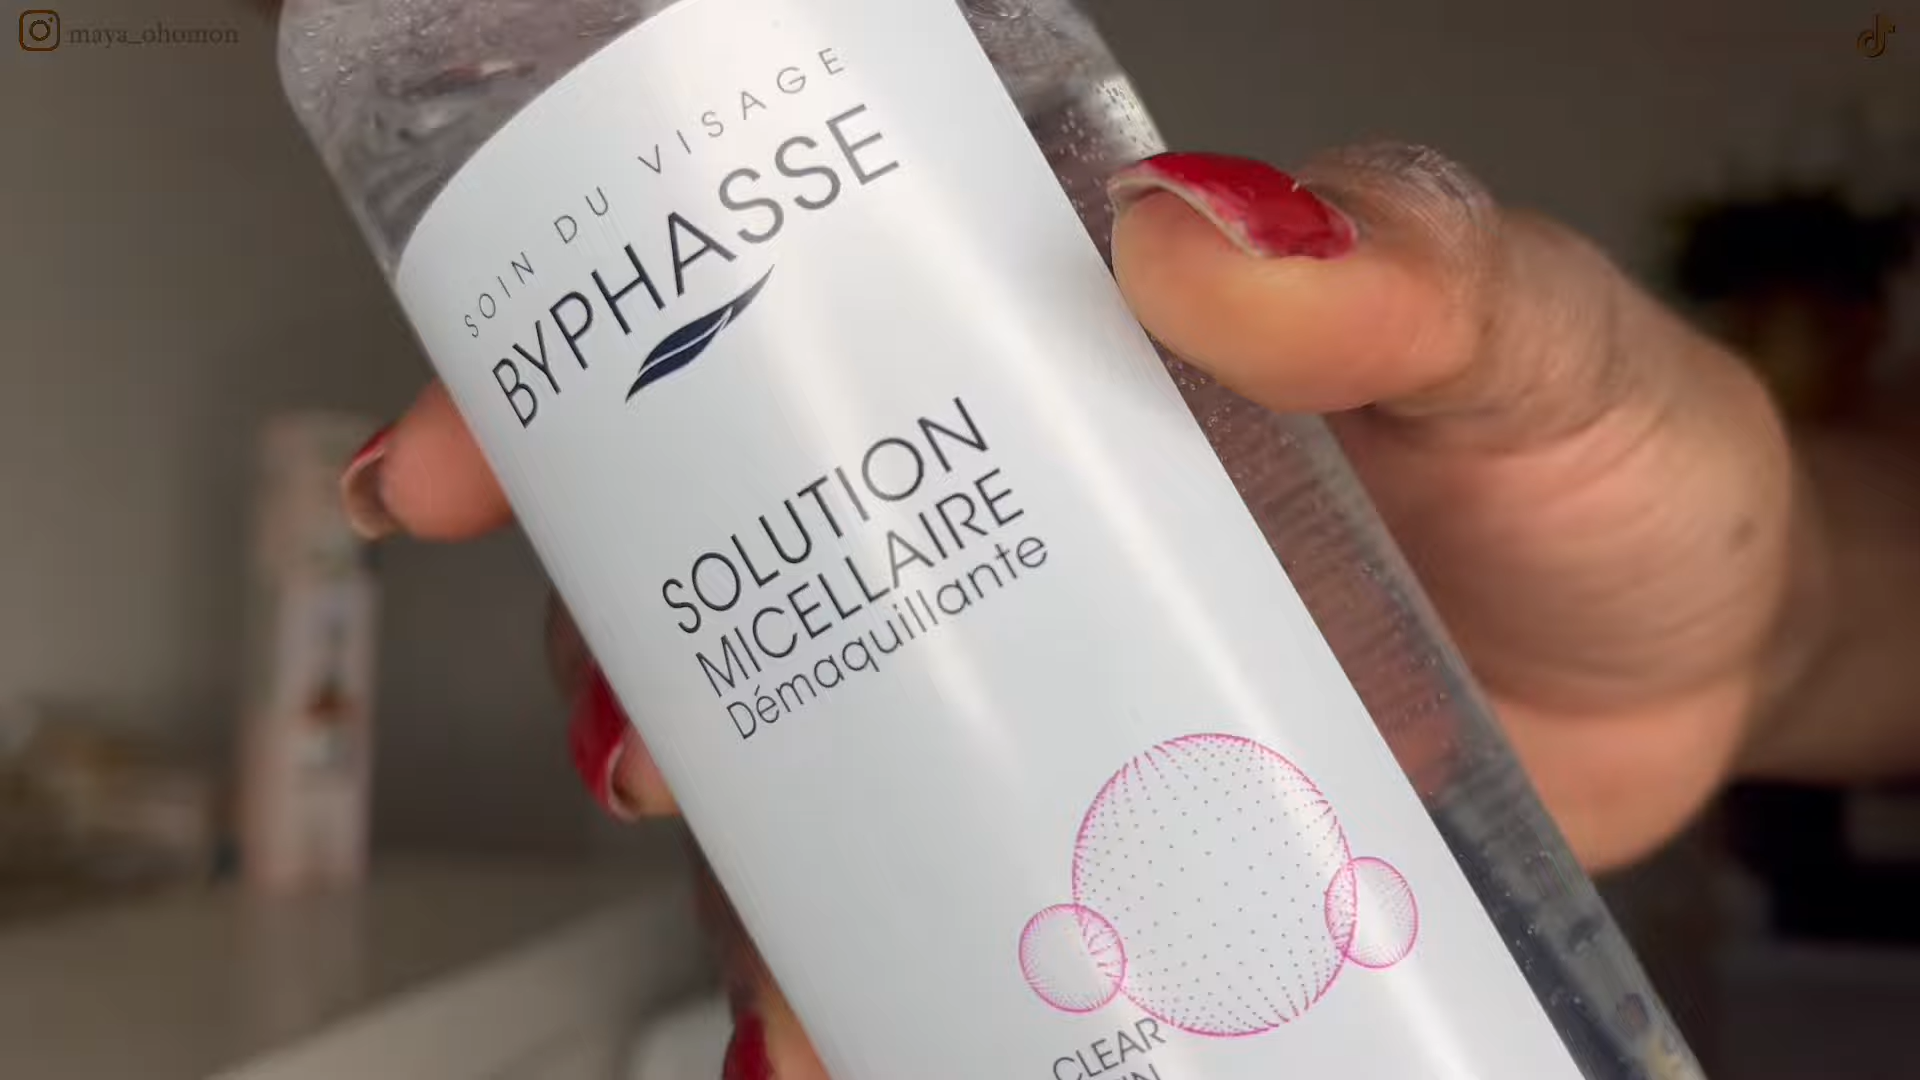 maya_ohomon
SOIN DU VISAGE
BYPHASSE
SOLUTION
MICELLAIRE
Démaquillante
CLEAR